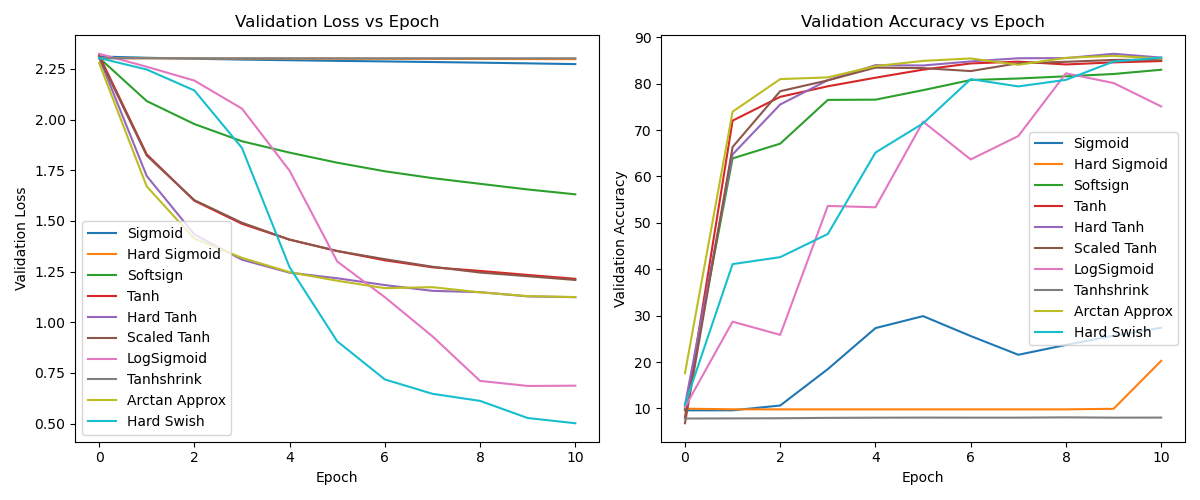 Validation Loss vs Epoch
Validation Loss
2.25
2.00
1.75
1.50
1.25
1.00
0.75
0.50
Sigmoid
Hard Sigmoid
Softsign
Tanh
Hard Tanh
Scaled Tanh
LogSigmoid
Tanhshrink
Arctan Approx
Hard Swish
0 2 4 6 8 10
Epoch
Validation Accuracy vs Epoch
Validation Accuracy
90
80
70
60
50
40
30
20
10
Sigmoid
Hard Sigmoid
Softsign
Tanh
Hard Tanh
Scaled Tanh
LogSigmoid
Tanhshrink
Arctan Approx
Hard Swish
0 2 4 6 8 10
Epoch